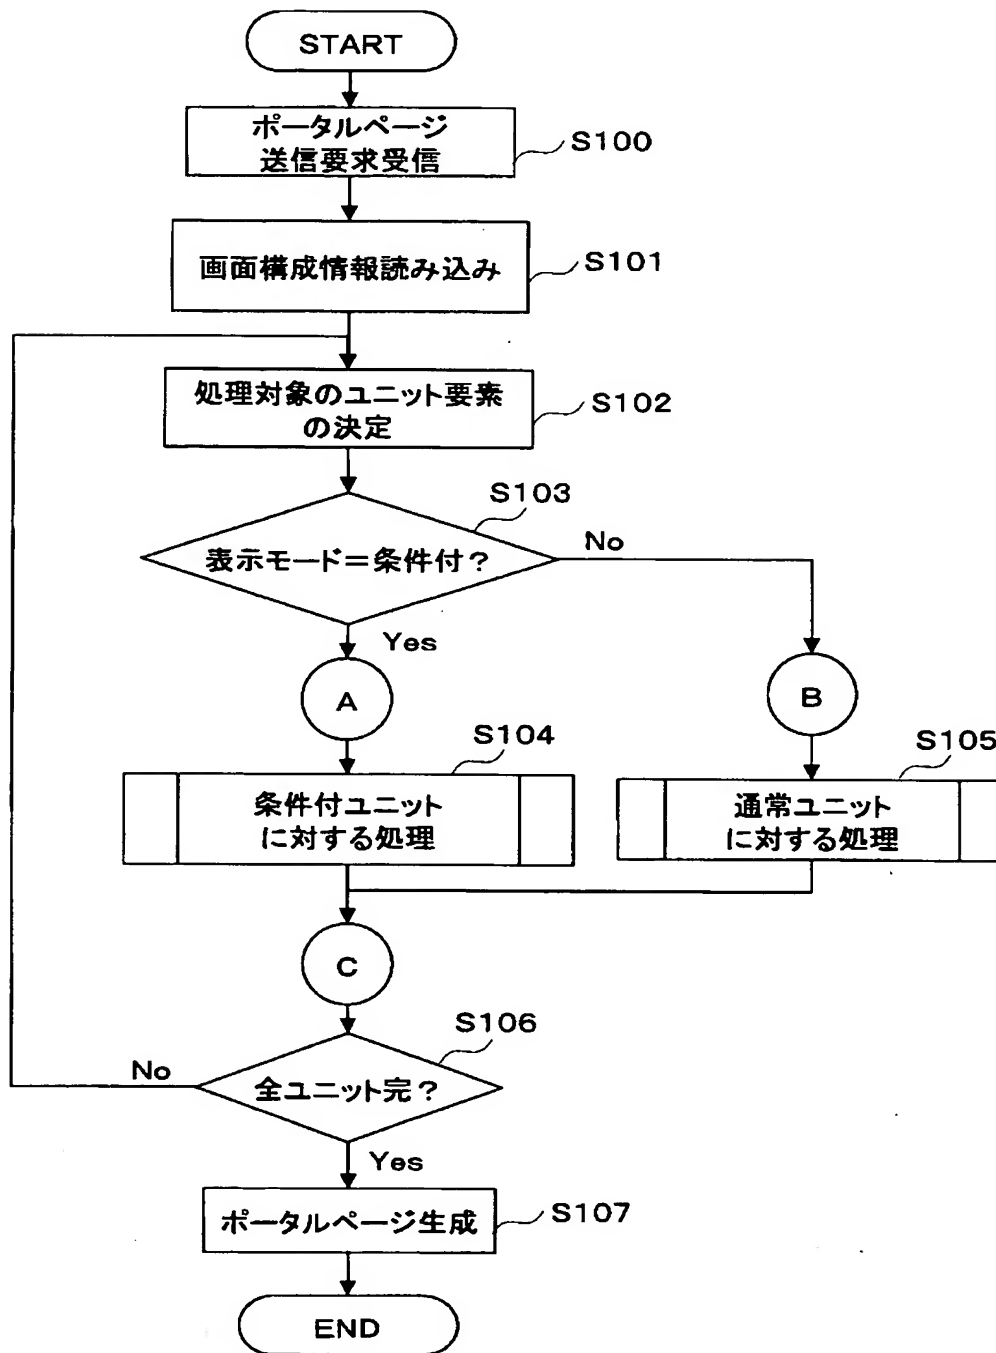 START
ポータルページ
送信要求受信
S100
画面構成情報読み込み
S101
処理対象のユニット要素
の決定
S102
S103
表示モード＝条件付？
No
Yes
A
B
S104
条件付ユニット
に対する処理
S105
通常ユニット
に対する処理
C
S106
全ユニット完？
No
Yes
ポータルページ生成
S107
END